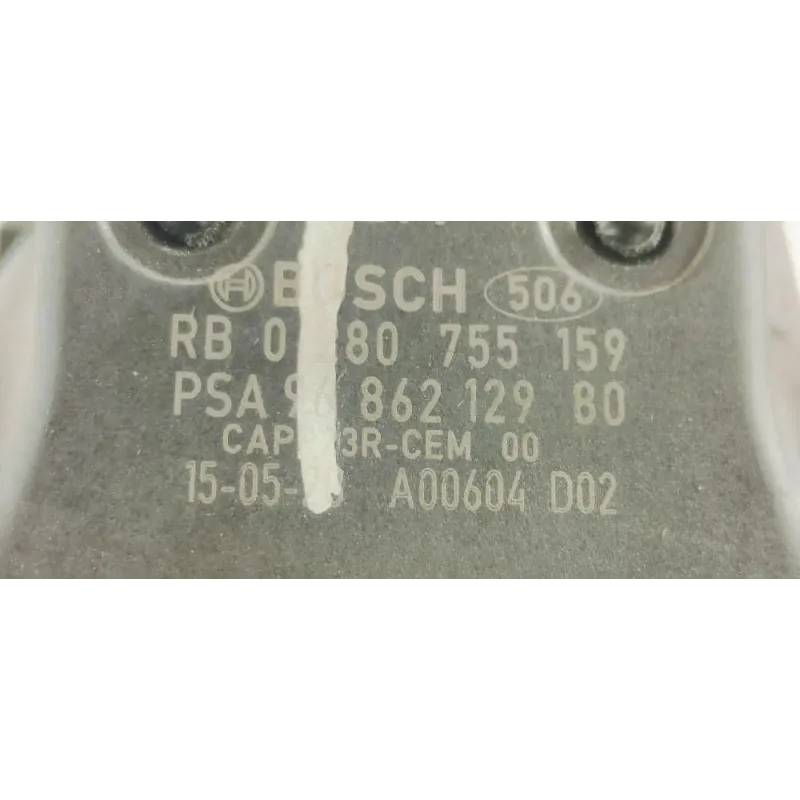 BOSCH 506
RB 0 80 755 159
PSA 96 862 129 80
CAP 3R-CEM 00
15-05- A00604 D02